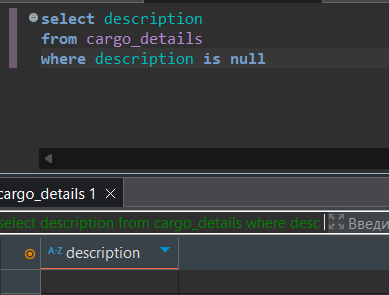 select description
from cargo_details
where description is null
cargo_details 1
select description from cargo_details where desc
Введи
A-Z description